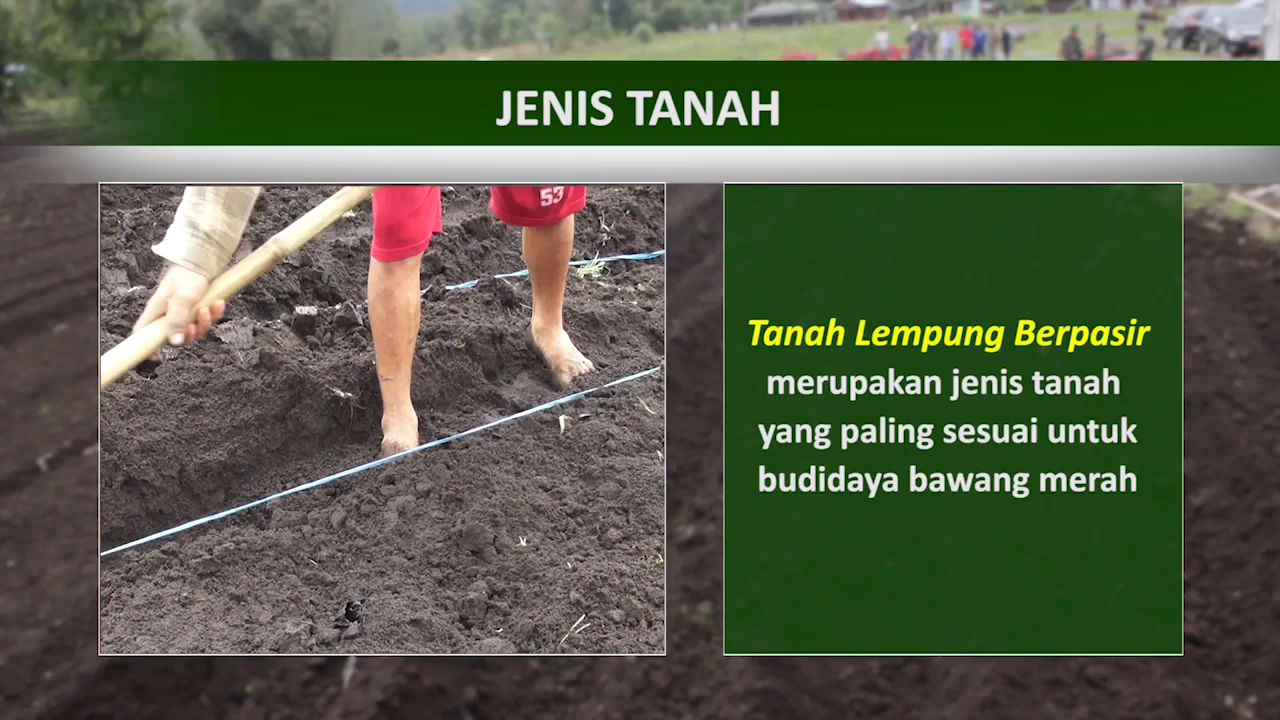 JENIS TANAH
53
Tanah Lempung Berpasir
merupakan jenis tanah
yang paling sesuai untuk
budidaya bawang merah